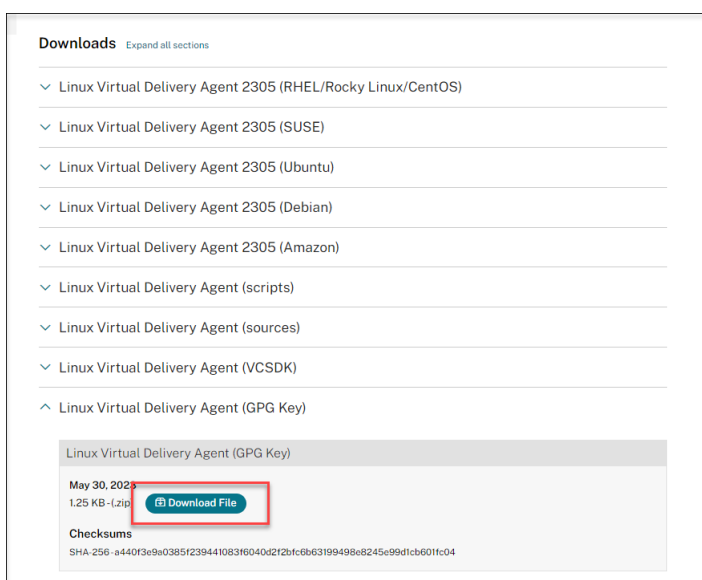 Downloads Expand all sections
Linux Virtual Delivery Agent 2305 (RHEL/Rocky Linux/CentOS)
Linux Virtual Delivery Agent 2305 (SUSE)
Linux Virtual Delivery Agent 2305 (Ubuntu)
Linux Virtual Delivery Agent 2305 (Debian)
Linux Virtual Delivery Agent 2305 (Amazon)
Linux Virtual Delivery Agent (scripts)
Linux Virtual Delivery Agent (sources)
Linux Virtual Delivery Agent (VCSDK)
Linux Virtual Delivery Agent (GPG Key)
Linux Virtual Delivery Agent (GPG Key)
May 30, 2023
1.25 KB - (.zip) Download File
Checksums
SHA-256 - a440f3e9a0385f239441083f6040d2f2bfc6b63199498e8245e99d1cb601fc04